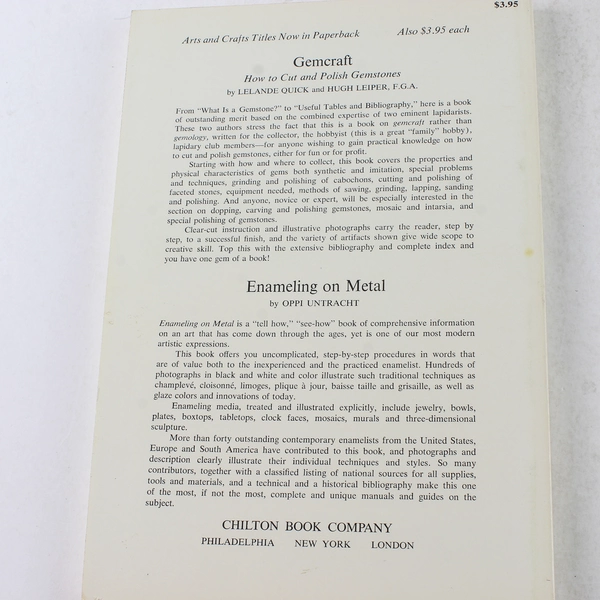 $3.95
Arts and Crafts Titles Now in Paperback Also $3.95 each
Gemcraft
How to Cut and Polish Gemstones
by LELANDE QUICK and HUGH LEIPER, F.G.A.
From "What Is a Gemstone?" to "Useful Tables and Bibliography," here is a book
of outstanding merit based on the combined expertise of two eminent lapidarists.
These two authors stress the fact that this is a book on gemcraft rather than
gemology, written for the collector, the hobbyist (this is a great "family" hobby),
lapidary club members—for anyone wishing to gain practical knowledge on how
to cut and polish gemstones, either for fun or for profit.
Starting with how and where to collect, this book covers the properties and
physical characteristics of gems both synthetic and imitation, special problems
and techniques, grinding and polishing of cabochons, cutting and polishing of
faceted stones, equipment needed, methods of sawing, grinding, lapping, sanding
and polishing. And anyone, novice or expert, will be especially interested in the
section on dopping, carving and polishing gemstones, mosaic and intarsia, and
special polishing of gemstones.
Clear-cut instruction and illustrative photographs carry the reader, step by
step, to a successful finish, and the variety of artifacts shown give wide scope to
creative skill. Top this with the extensive bibliography and complete index and
you have one gem of a book!
Enameling on Metal
by OPPI UNTRACHT
Enameling on Metal is a "tell how," "see-how" book of comprehensive information
on an art that has come down through the ages, yet is one of our most modern
artistic expressions.
This book offers you uncomplicated, step-by-step procedures in words that
are of value both to the inexperienced and the practiced enamelist. Hundreds of
photographs in black and white and color illustrate such traditional techniques as
champlevé, cloisonné, limoges, plique à jour, baisse taille and grisaille, as well as
glaze colors and innovations of today.
Enameling media, treated and illustrated explicitly, include jewelry, bowls,
plates, boxtops, tabletops, clock faces, mosaics, murals and three-dimensional
sculpture.
More than forty outstanding contemporary enamelists from the United States,
Europe and South America have contributed to this book, and photographs and
description clearly illustrate their individual techniques and styles. So many
contributors, together with a classified listing of national sources for all supplies,
tools and materials, and a technical and a historical bibliography make this one
of the most, if not the most, complete and unique manuals and guides on the
subject.
CHILTON BOOK COMPANY
PHILADELPHIA NEW YORK LONDON